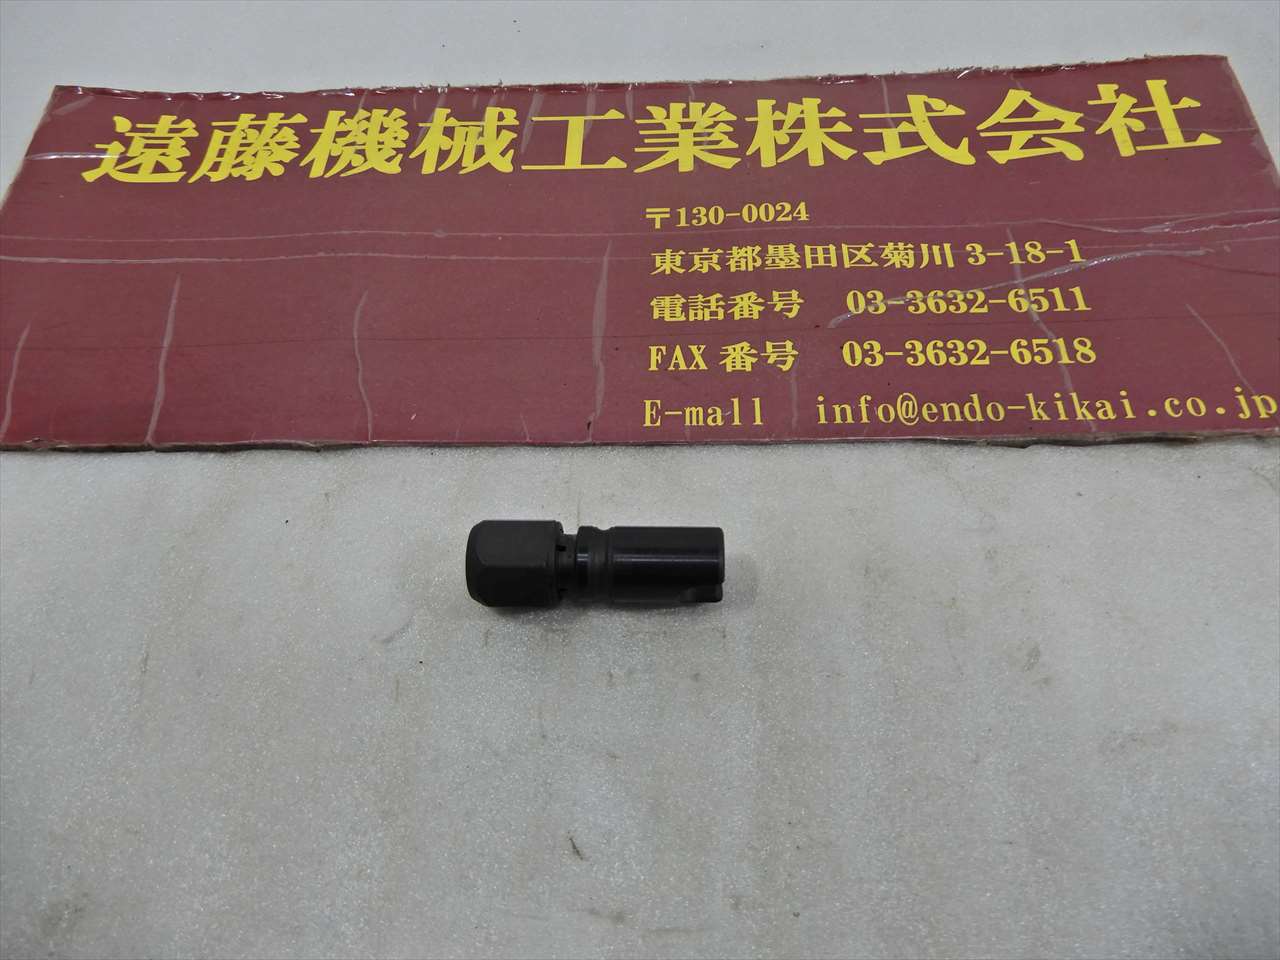 遠藤機械工業株式会社
〒130-0024
東京都墨田区菊川 3-18-1
電話番号 03-3632-6511
FAX 番号 03-3632-6518
E-mall info@endo-kikai.co.jp